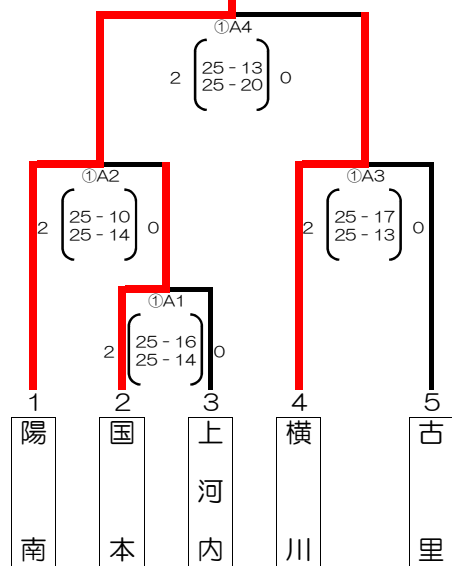 ①A4
2 25 - 13 0
25 - 20
①A2
2 25 - 10 0
25 - 14
①A3
2 25 - 17 0
25 - 13
①A1
2 25 - 16 0
25 - 14
1 2 3 4 5
陽南
国本
上河内
横川
古里